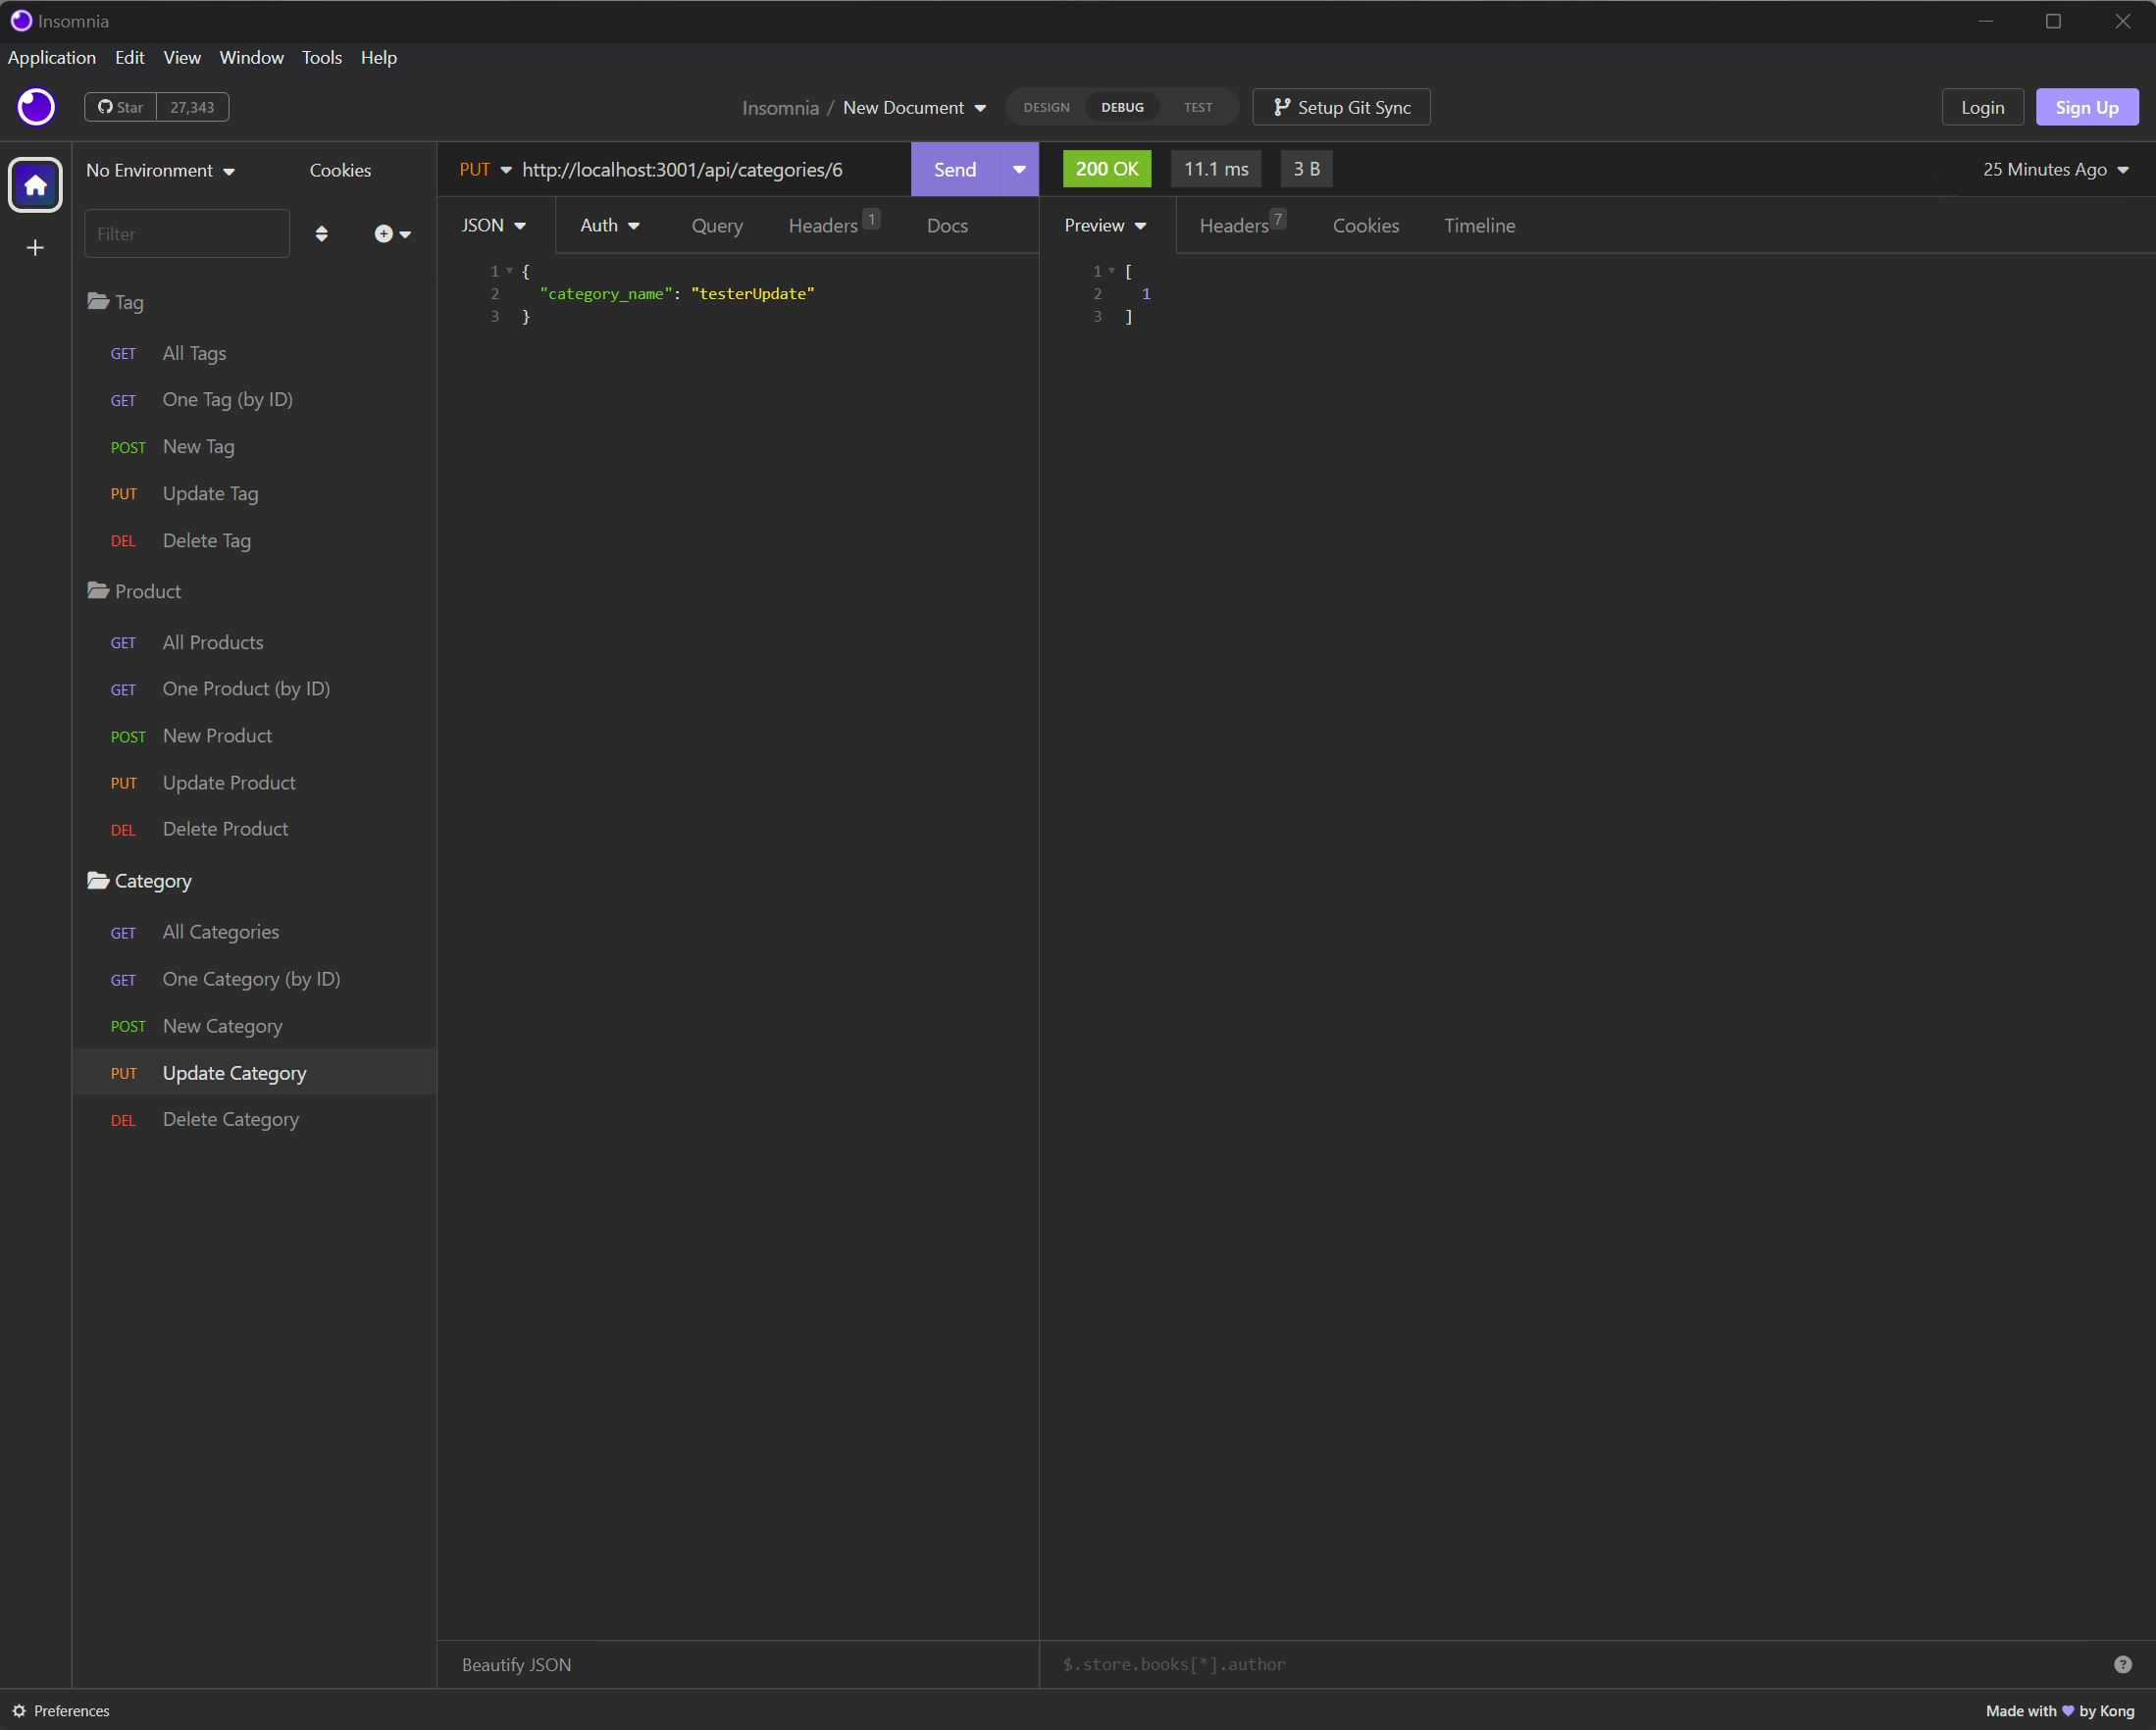 Insomnia
Application Edit View Window Tools Help
Star 27,343
Insomnia / New Document
DESIGN DEBUG TEST
Setup Git Sync
Login
Sign Up
No Environment
Cookies
Filter
Tag
GET All Tags
GET One Tag (by ID)
POST New Tag
PUT Update Tag
DEL Delete Tag
Product
GET All Products
GET One Product (by ID)
POST New Product
PUT Update Product
DEL Delete Product
Category
GET All Categories
GET One Category (by ID)
POST New Category
PUT Update Category
DEL Delete Category
PUT http://localhost:3001/api/categories/6
Send
JSON Auth Query Headers 1 Docs
1 {
2 "category_name": "testerUpdate"
3 }
Beautify JSON
200 OK 11.1 ms 3 B
25 Minutes Ago
Preview Headers 7 Cookies Timeline
1 [
2 1
3 ]
$.store.books[*].author
?
Preferences
Made with 💜 by Kong